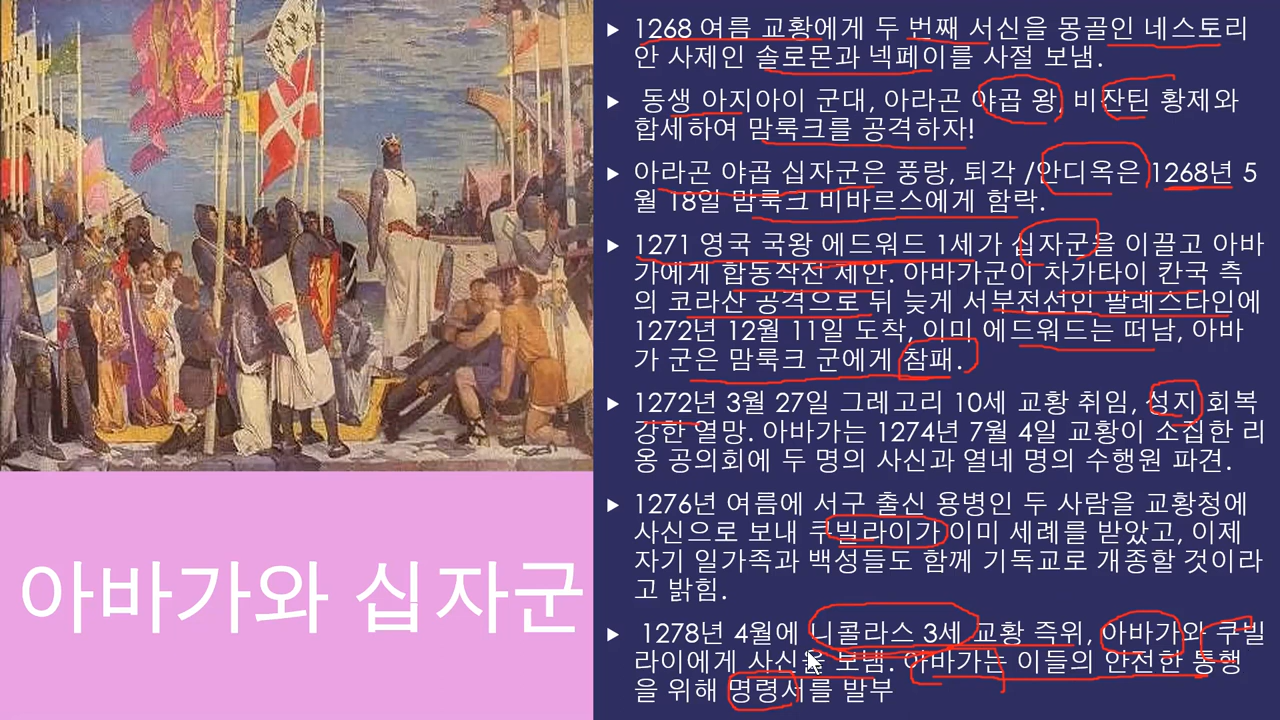 1268 여름 교황에게 두 번째 서신을 몽골인 네스토리
안 사제인 솔로몬과 넥페이를 사절 보냄.
동생 아지아이 군대, 아라곤 야곱 왕, 비잔틴 황제와
합세하여 맘룩크를 공격하자!
아라곤 야곱 십자군은 풍랑, 퇴각 /안디옥은 1268년 5
월 18일 맘룩크 비바르스에게 함락.
1271 영국 국왕 에드워드 1세가 십자군을 이끌고 아바
가에게 합동작전 제안. 아바가군이 차가타이 칸국 측
의 코라산 공격으로 뒤 늦게 서부전선인 팔레스타인에
1272년 12월 11일 도착, 이미 에드워드는 떠남, 아바
가 군은 맘룩크 군에게 참패.
1272년 3월 27일 그레고리 10세 교황 취임, 성지 회복
강한 열망. 아바가는 1274년 7월 4일 교황이 소집한 리
옹 공의회에 두 명의 사신과 열네 명의 수행원 파견.
1276년 여름에 서구 출신 용병인 두 사람을 교황청에
사신으로 보내 쿠빌라이가 이미 세례를 받았고, 이제
자기 일가족과 백성들도 함께 기독교로 개종할 것이라
고 밝힘.
1278년 4월에 니콜라스 3세 교황 즉위, 아바가와 쿠빌
라이에게 사신을 보냄. 아바가는 이들의 안전한 통행
을 위해 명령서를 발부
아바가와 십자군